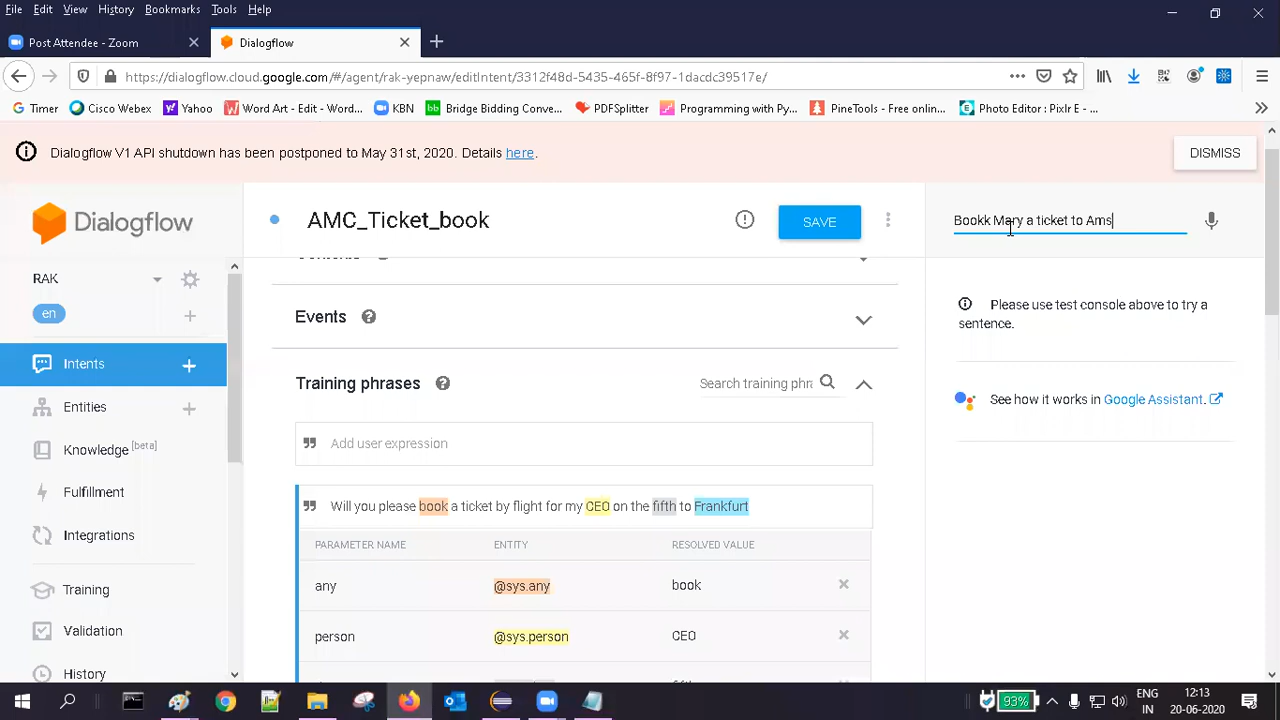 File Edit View History Bookmarks Tools Help
Post Attendee - Zoom
Dialogflow
https://dialogflow.cloud.google.com/#/agent/rak-yepnaw/editIntent/3312f48d-5435-465f-8f97-1dacdc39517e/
Timer Cisco Webex Yahoo Word Art - Edit - Word... KBN Bridge Bidding Conve... PDFSplitter Programming with Py... PineTools - Free onlin... Photo Editor : Pixlr E - ...
Dialogflow V1 API shutdown has been postponed to May 31st, 2020. Details here.
DISMISS
Dialogflow
AMC_Ticket_book
SAVE
Bookk Mary a ticket to Ams
RAK
en
Events
Please use test console above to try a
sentence.
Intents
Training phrases
Search training phr
See how it works in Google Assistant.
Entities
Add user expression
Knowledge [beta]
Fulfillment
Will you please book a ticket by flight for my CEO on the fifth to Frankfurt
Integrations
PARAMETER NAME ENTITY RESOLVED VALUE
any @sys.any book
Training
Validation
person @sys.person CEO
History
93%
ENG
IN
12:13
20-06-2020